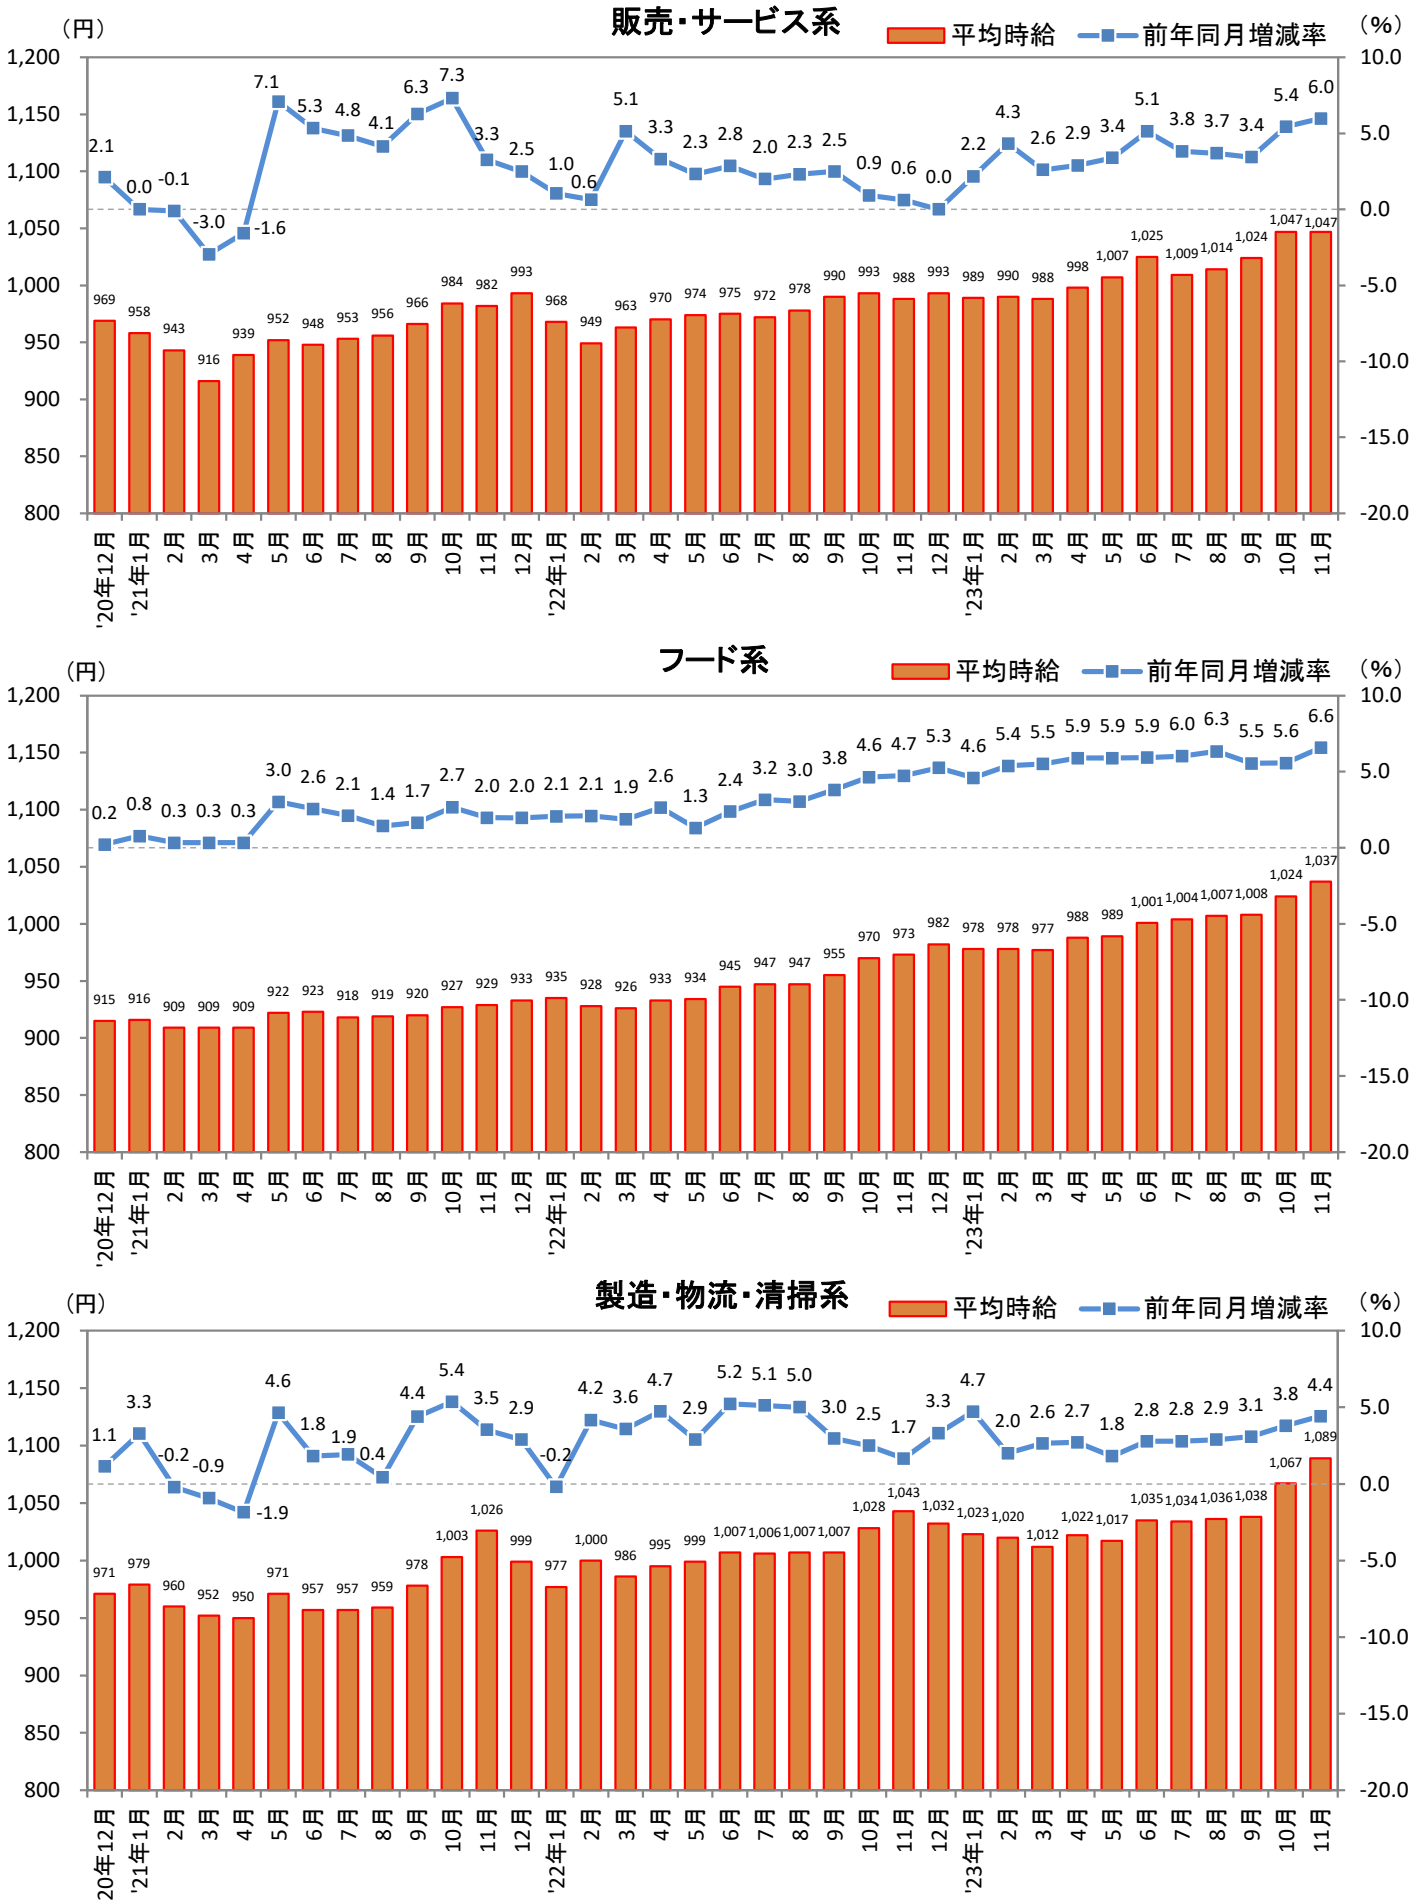 販売・サービス系
（円）
平均時給 前年同月増減率
（%）
1,200
1,150
1,100
1,050
1,000
950
900
850
800
10.0
5.0
0.0
-5.0
-10.0
-15.0
-20.0
2.1 0.0 -0.1 -3.0 -1.6 7.1 5.3 4.8 4.1 6.3 7.3 3.3 2.5 1.0 0.6 5.1 3.3 2.3 2.8 2.0 2.3 2.5 0.9 0.6 0.0 2.2 4.3 2.6 2.9 3.4 5.1 3.8 3.7 3.4 5.4 6.0
969 958 943 916 939 952 948 953 956 966 984 982 993 968 949 963 970 974 975 972 978 990 993 988 993 989 990 988 998 1,007 1,025 1,009 1,014 1,024 1,047 1,047
'20年12月 '21年1月 2月 3月 4月 5月 6月 7月 8月 9月 10月 11月 12月 '22年1月 2月 3月 4月 5月 6月 7月 8月 9月 10月 11月 12月 '23年1月 2月 3月 4月 5月 6月 7月 8月 9月 10月 11月
フード系
（円）
平均時給 前年同月増減率
（%）
1,200
1,150
1,100
1,050
1,000
950
900
850
800
10.0
5.0
0.0
-5.0
-10.0
-15.0
-20.0
0.2 0.8 0.3 0.3 0.3 3.0 2.6 2.1 1.4 1.7 2.7 2.0 2.0 2.1 2.1 1.9 2.6 1.3 2.4 3.2 3.0 3.8 4.6 4.7 5.3 4.6 5.4 5.5 5.9 5.9 5.9 6.0 6.3 5.5 5.6 6.6
915 916 909 909 909 922 923 918 919 920 927 929 933 935 928 926 933 934 945 947 947 955 970 973 982 978 978 977 988 989 1,001 1,004 1,007 1,008 1,024 1,037
'20年12月 '21年1月 2月 3月 4月 5月 6月 7月 8月 9月 10月 11月 12月 '22年1月 2月 3月 4月 5月 6月 7月 8月 9月 10月 11月 12月 '23年1月 2月 3月 4月 5月 6月 7月 8月 9月 10月 11月
製造・物流・清掃系
（円）
平均時給 前年同月増減率
（%）
1,200
1,150
1,100
1,050
1,000
950
900
850
800
10.0
5.0
0.0
-5.0
-10.0
-15.0
-20.0
1.1 3.3 -0.2 -0.9 -1.9 4.6 1.8 1.9 0.4 4.4 5.4 3.5 2.9 -0.2 4.2 3.6 4.7 2.9 5.2 5.1 5.0 3.0 2.5 1.7 3.3 4.7 2.0 2.6 2.7 1.8 2.8 2.8 2.9 3.1 3.8 4.4
971 979 960 952 950 971 957 957 959 978 1,003 1,026 999 977 1,000 986 995 999 1,007 1,006 1,007 1,007 1,028 1,043 1,032 1,023 1,020 1,012 1,022 1,017 1,035 1,034 1,036 1,038 1,067 1,089
20年12月 '21年1月 2月 3月 4月 5月 6月 7月 8月 9月 10月 11月 12月 '22年1月 2月 3月 4月 5月 6月 7月 8月 9月 10月 11月 12月 '23年1月 2月 3月 4月 5月 6月 7月 8月 9月 10月 11月